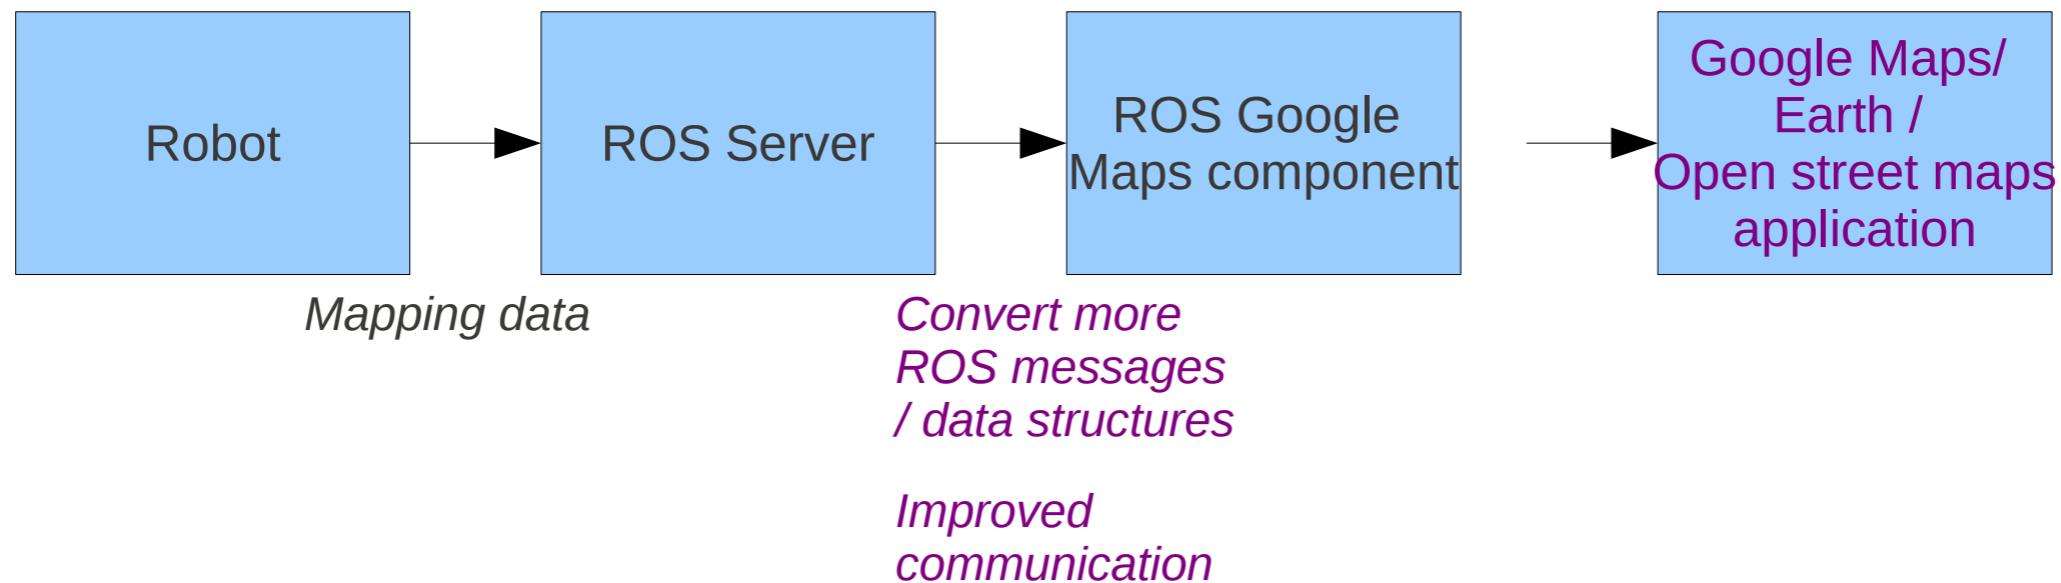 Robot
ROS Server
ROS Google
Maps component
Google Maps/
Earth /
Open street maps
application
Mapping data
Convert more
ROS messages
/ data structures
Improved
communication